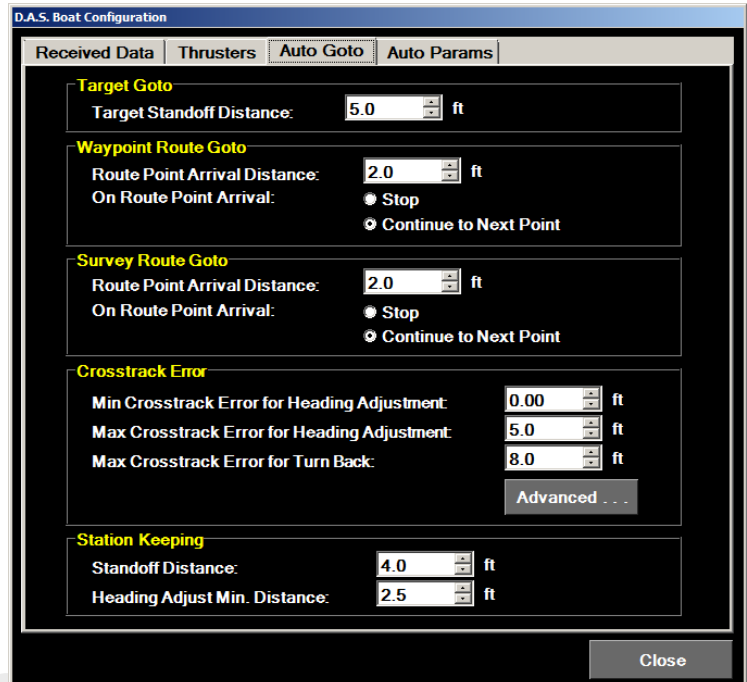 D.A.S. Boat Configuration
Received Data Thrusters Auto Goto Auto Params
Target Goto
Target Standoff Distance: 5.0 ft
Waypoint Route Goto
Route Point Arrival Distance: 2.0 ft
On Route Point Arrival: Stop
Continue to Next Point
Survey Route Goto
Route Point Arrival Distance: 2.0 ft
On Route Point Arrival: Stop
Continue to Next Point
Crosstrack Error
Min Crosstrack Error for Heading Adjustment: 0.00 ft
Max Crosstrack Error for Heading Adjustment: 5.0 ft
Max Crosstrack Error for Turn Back: 8.0 ft
Advanced . . .
Station Keeping
Standoff Distance: 4.0 ft
Heading Adjust Min. Distance: 2.5 ft
Close